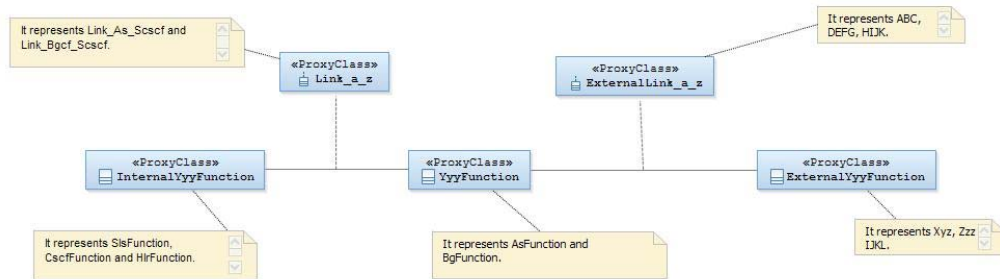 It represents Link_As_Scscf and
Link_Bgcf_Scscf.
It represents ABC,
DEFG, HIJK.
«ProxyClass»
Link_a_z
«ProxyClass»
ExternalLink_a_z
«ProxyClass»
InternalYyyFunction
«ProxyClass»
YyyFunction
«ProxyClass»
ExternalYyyFunction
It represents SlsFunction,
CscfFunction and HlrFunction.
It represents AsFunction and
BgFunction.
It represents Xyz, Zzz
IJKL.